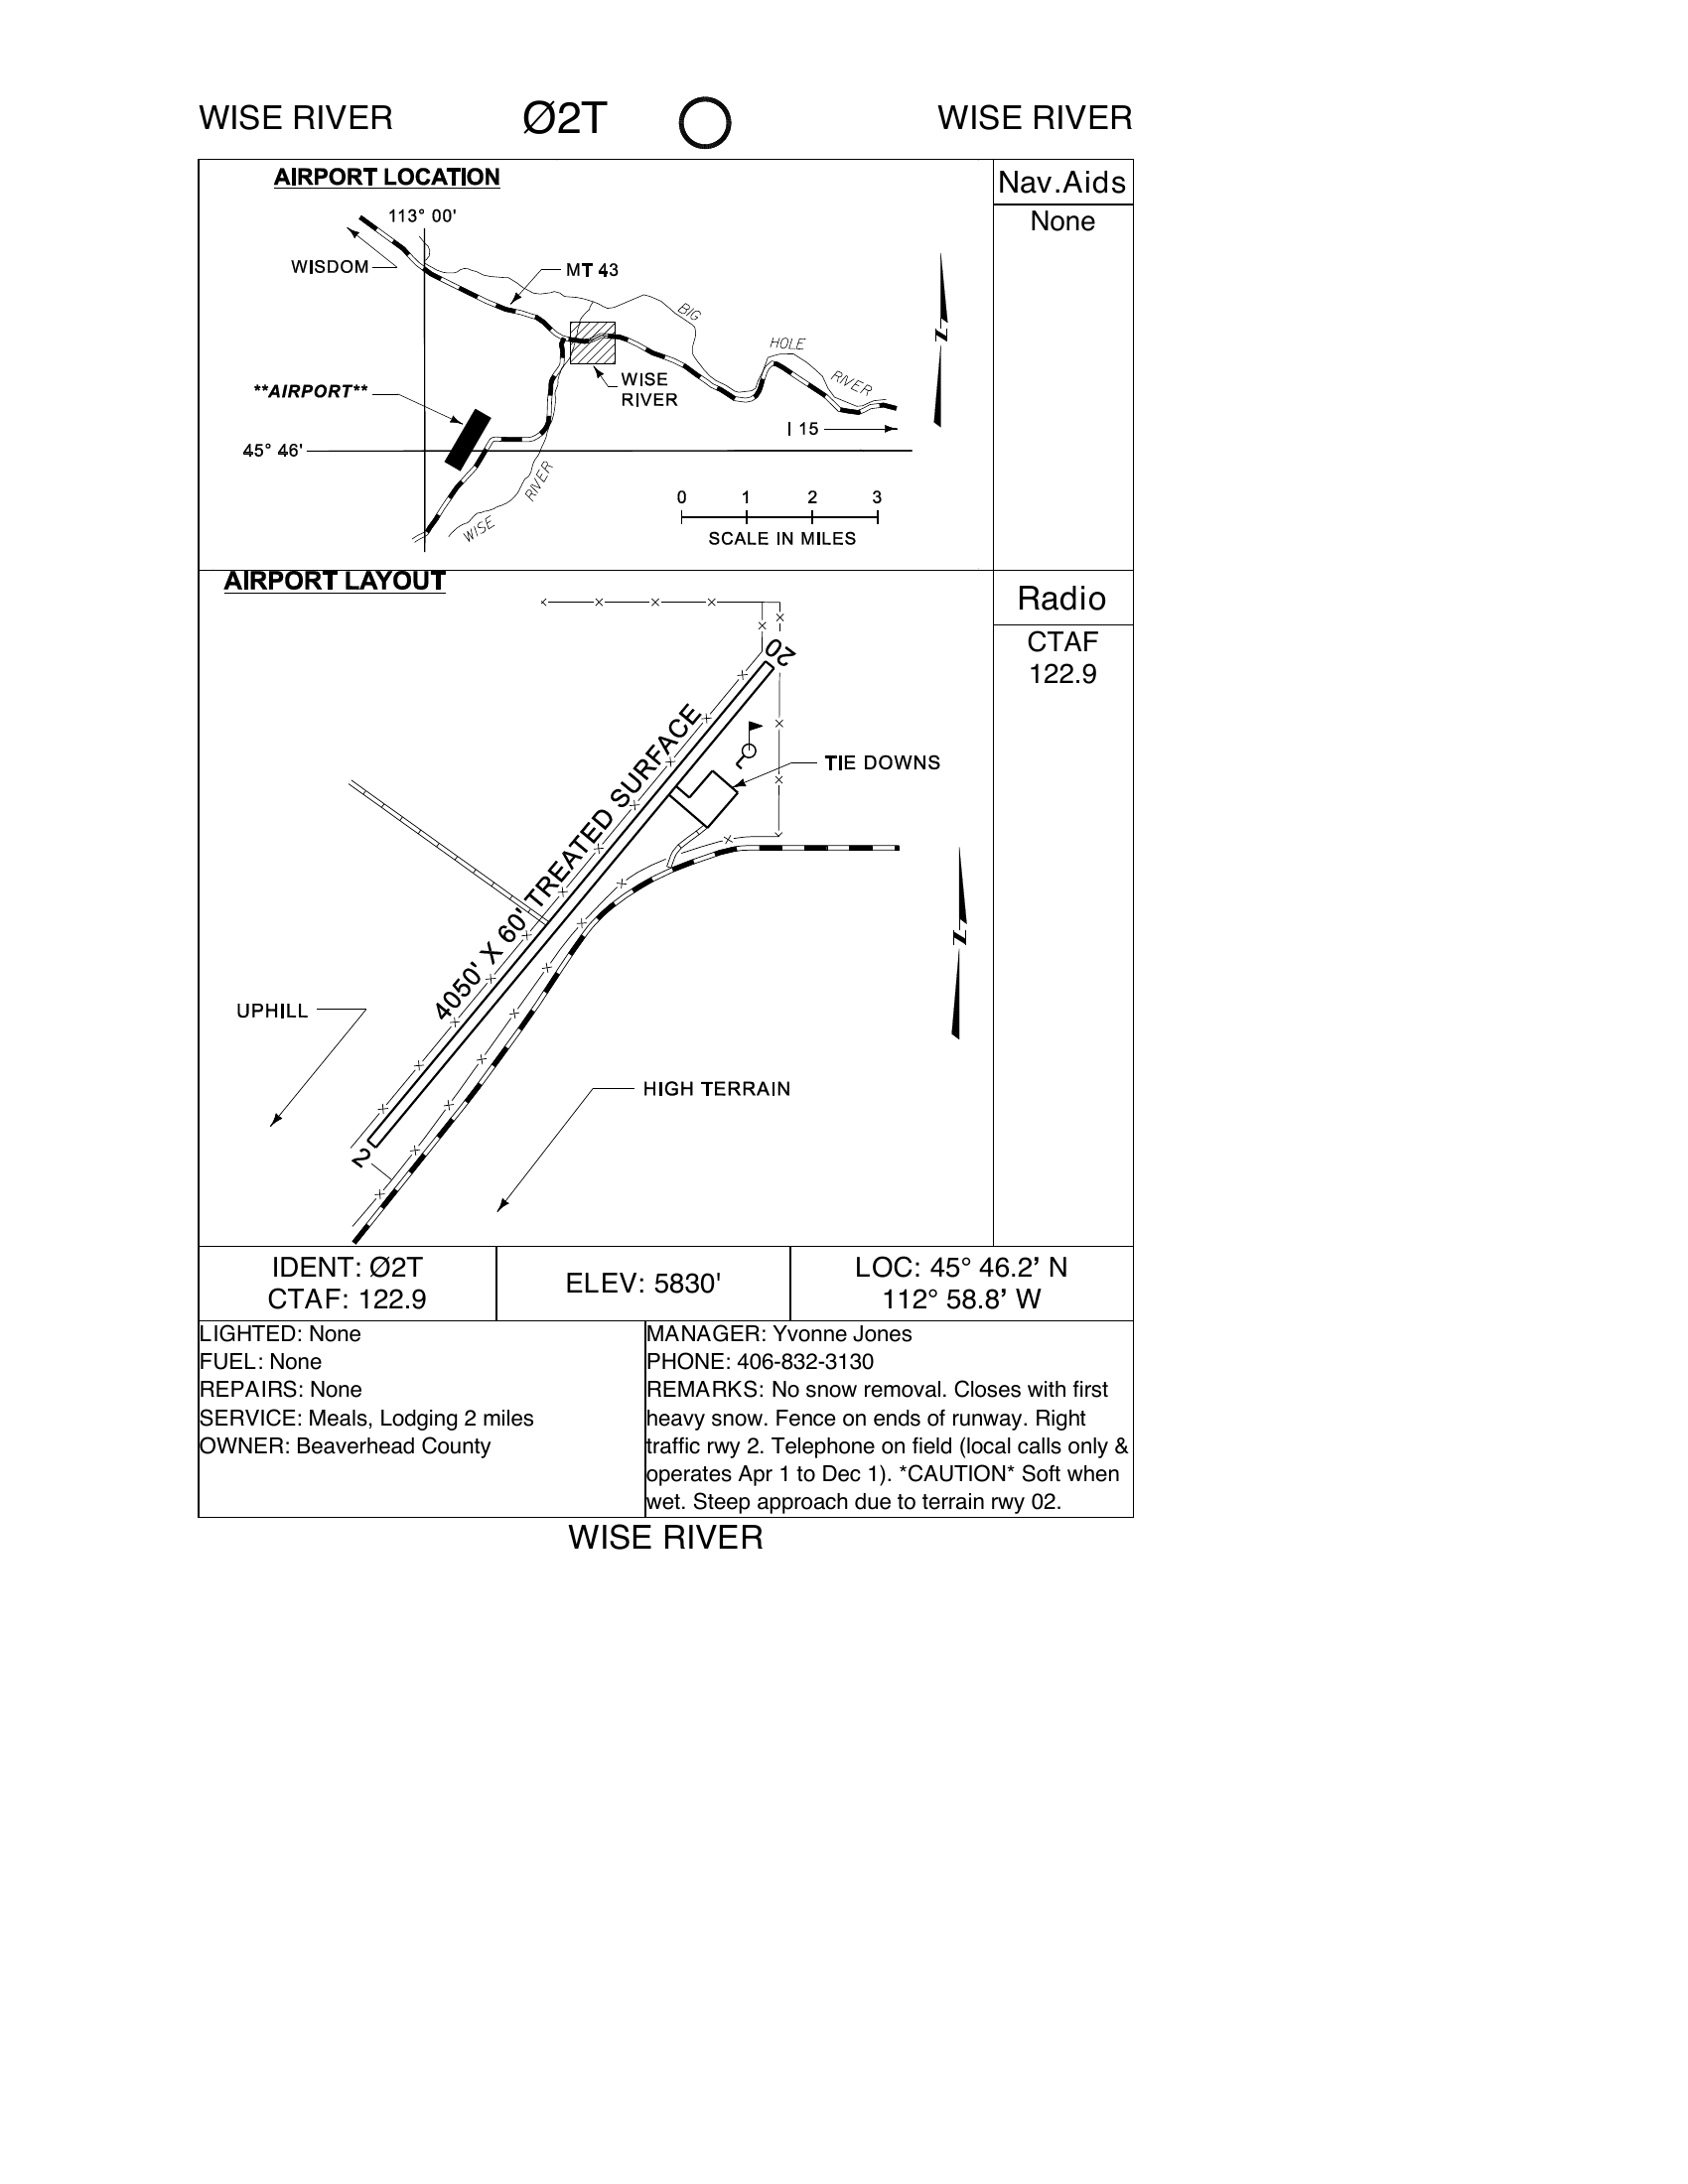 WISE RIVER Ø2T WISE RIVER
AIRPORT LOCATION
Nav.Aids
None
113° 00'
WISDOM
MT 43
BIG
HOLE
RIVER
**AIRPORT**
WISE
RIVER
I 15
45° 46'
WISE
RIVER
0 1 2 3
SCALE IN MILES
N
AIRPORT LAYOUT
Radio
CTAF
122.9
20
4050' X 60' TREATED SURFACE
TIE DOWNS
N
UPHILL
HIGH TERRAIN
2
IDENT: Ø2T
CTAF: 122.9
ELEV: 5830'
LOC: 45° 46.2’ N
112° 58.8’ W
LIGHTED: None
FUEL: None
REPAIRS: None
SERVICE: Meals, Lodging 2 miles
OWNER: Beaverhead County
MANAGER: Yvonne Jones
PHONE: 406-832-3130
REMARKS: No snow removal. Closes with first
heavy snow. Fence on ends of runway. Right
traffic rwy 2. Telephone on field (local calls only &
operates Apr 1 to Dec 1). *CAUTION* Soft when
wet. Steep approach due to terrain rwy 02.
WISE RIVER